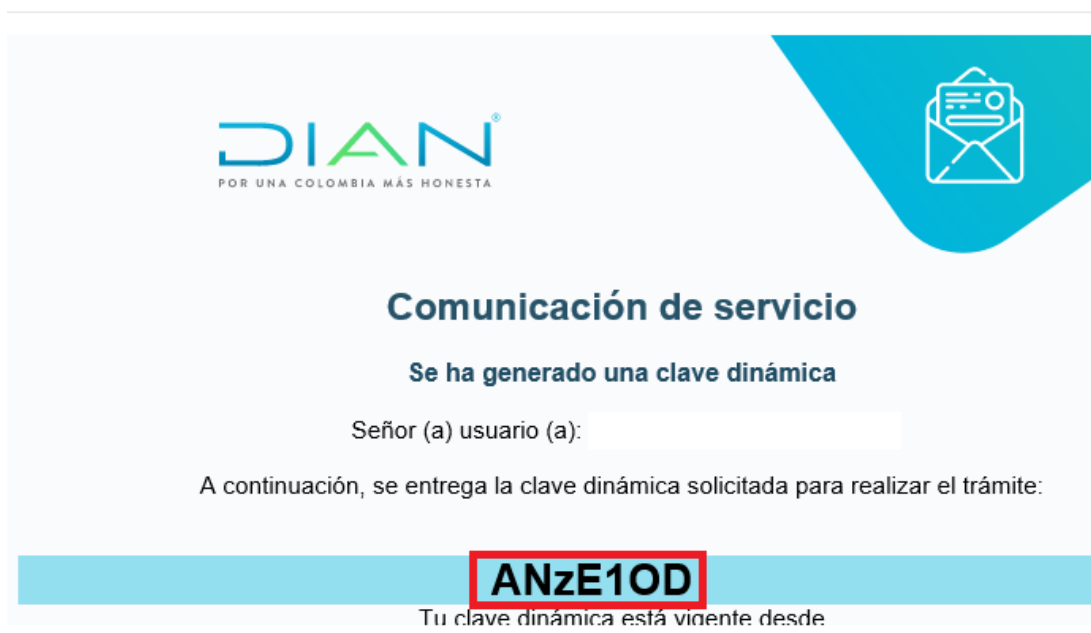 DIAN®
POR UNA COLOMBIA MÁS HONESTA
Comunicación de servicio
Se ha generado una clave dinámica
Señor (a) usuario (a):
A continuación, se entrega la clave dinámica solicitada para realizar el trámite:
ANzE1OD
Tu clave dinámica está vigente desde